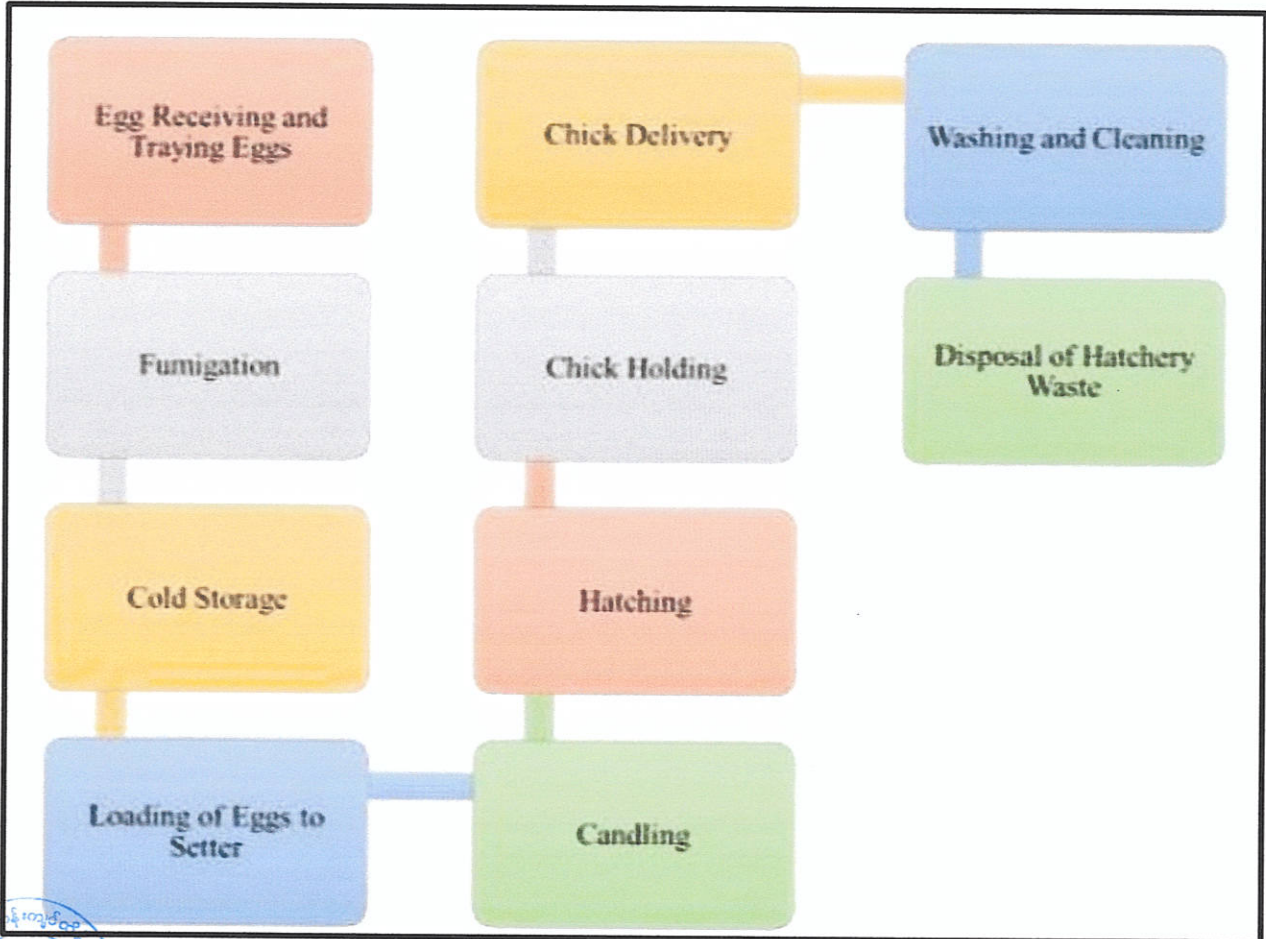 Egg Receiving and
Traying Eggs
Fumigation
Cold Storage
Loading of Eggs to
Setter
Candling
Hatching
Chick Holding
Chick Delivery
Washing and Cleaning
Disposal of Hatchery
Waste